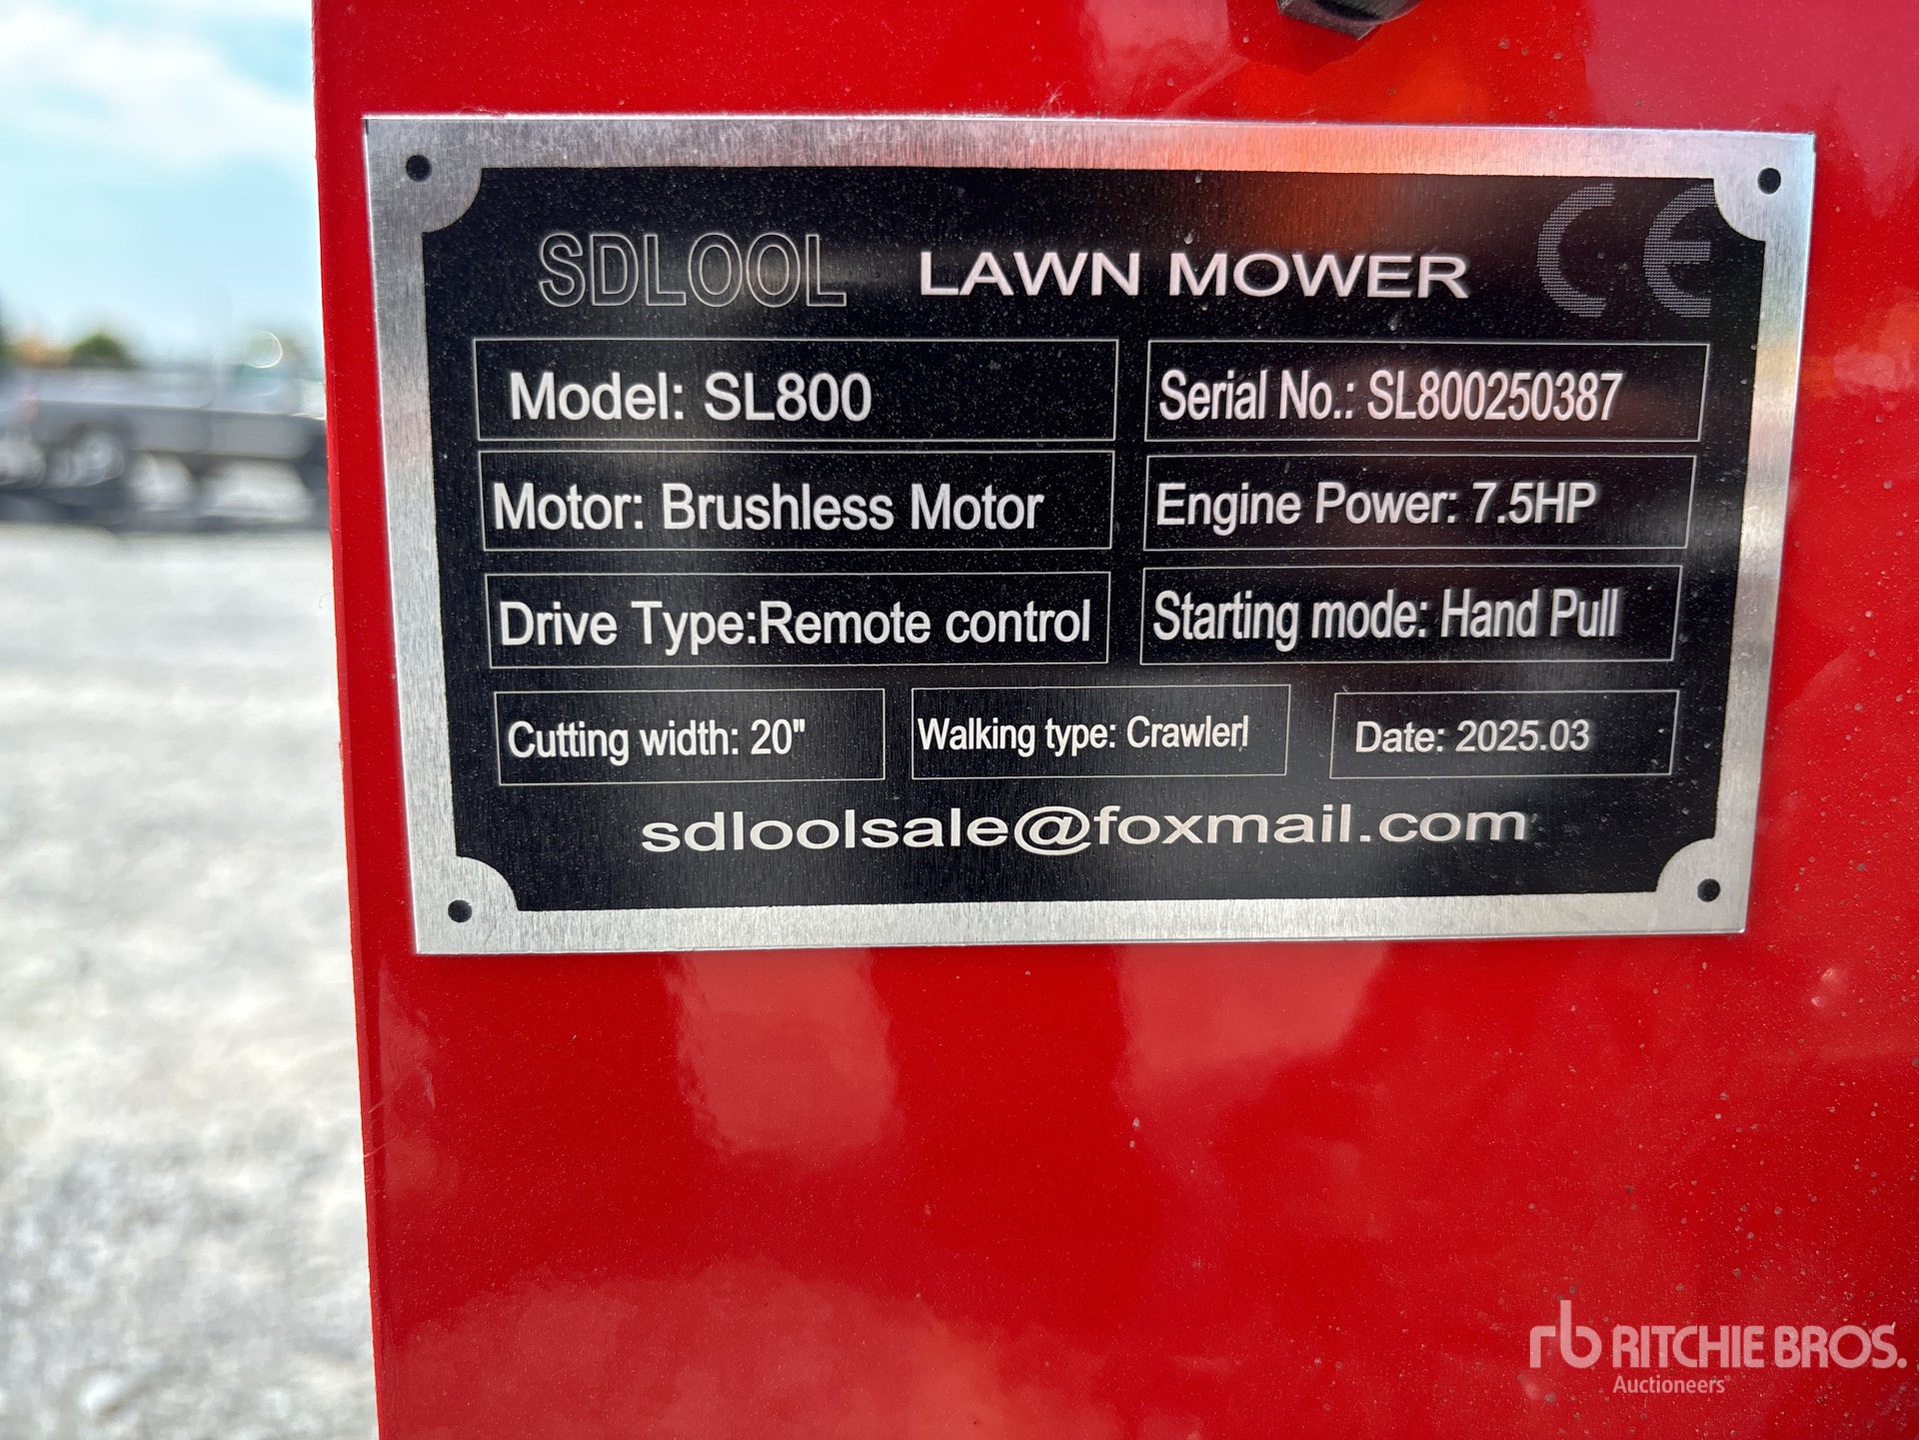 SDLOOL LAWN MOWER CE
Model: SL800 Serial No.: SL800250387
Motor: Brushless Motor Engine Power: 7.5HP
Drive Type:Remote control Starting mode: Hand Pull
Cutting width: 20" Walking type: Crawlerl Date: 2025.03
sdloolsale@foxmail.com
rb RITCHIE BROS.
Auctioneers